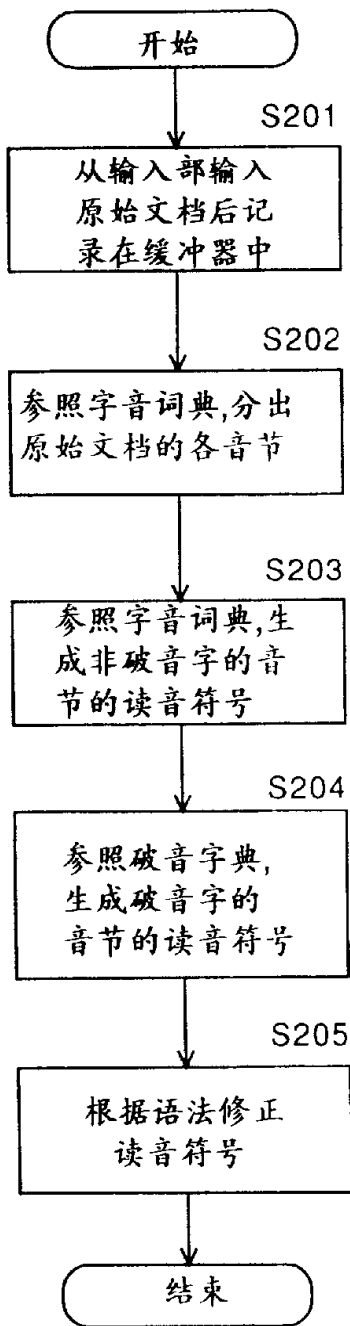 开始
S201
从输入部输入
原始文档后记
录在缓冲器中
S202
参照字音词典,分出
原始文档的各音节
S203
参照字音词典,生
成非破音字的音
节的读音符号
S204
参照破音字典,
生成破音字的
音节的读音符号
S205
根据语法修正
读音符号
结束